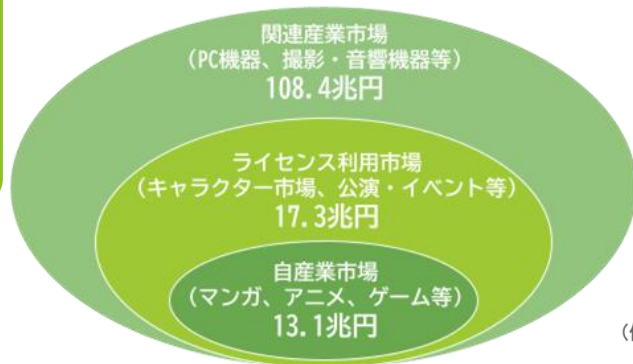 関連産業市場
(PC機器、撮影・音響機器等)
108.4兆円
ライセンス利用市場
(キャラクター市場、公演・イベント等)
17.3兆円
自産業市場
(マンガ、アニメ、ゲーム等)
13.1兆円